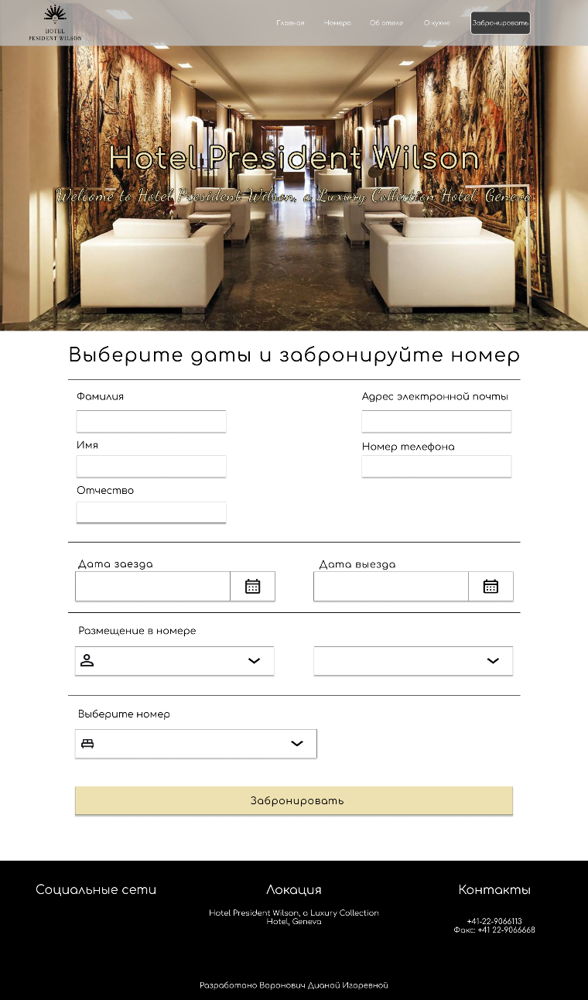 HOTEL
PESIDENT WILSON
Главная
Номера
Об отеле
О кухне
Забронировать
Hotel President Wilson
Welcome to Hotel President Wilson, a Luxury Collection Hotel, Geneva
Выберите даты и забронируйте номер
Фамилия
Адрес электронной почты
Имя
Номер телефона
Отчество
Дата заезда
Дата выезда
Размещение в номере
Выберите номер
Забронировать
Социальные сети
Локация
Контакты
Hotel President Wilson, a Luxury Collection
Hotel, Geneva
+41-22-9066113
Факс: +41 22-9066668
Разработано Воронович Дианой Игоревной